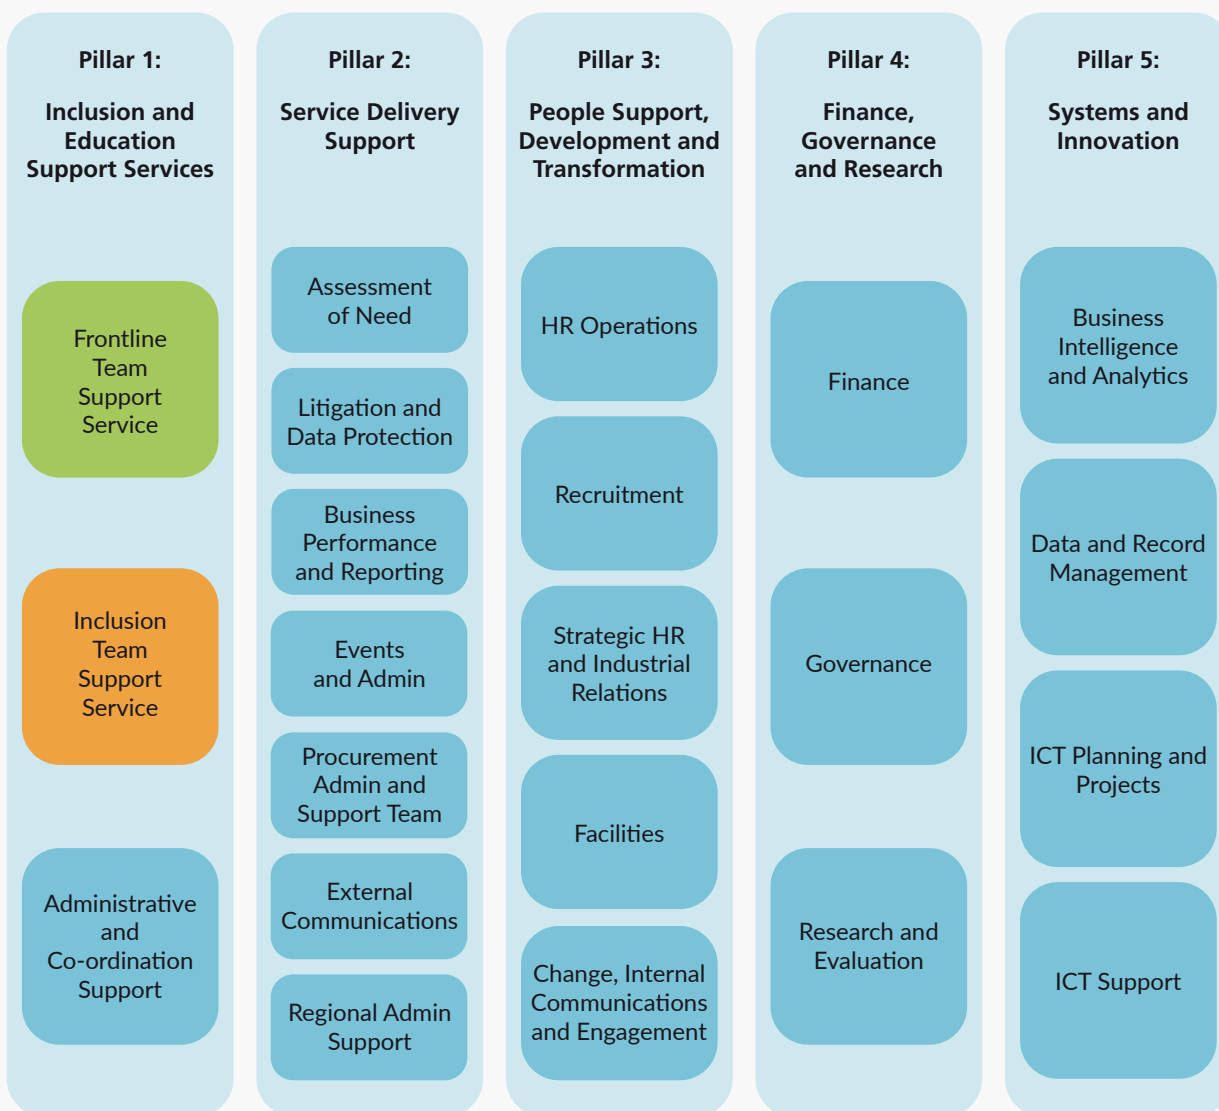 Pillar 1:
Inclusion and
Education
Support Services
Frontline
Team
Support
Service
Inclusion
Team
Support
Service
Administrative
and
Co-ordination
Support
Pillar 2:
Service Delivery
Support
Assessment
of Need
Litigation and
Data Protection
Business
Performance
and Reporting
Events
and Admin
Procurement
Admin and
Support Team
External
Communications
Regional Admin
Support
Pillar 3:
People Support,
Development and
Transformation
HR Operations
Recruitment
Strategic HR
and Industrial
Relations
Facilities
Change, Internal
Communications
and Engagement
Pillar 4:
Finance,
Governance
and Research
Finance
Governance
Research and
Evaluation
Pillar 5:
Systems and
Innovation
Business
Intelligence
and Analytics
Data and Record
Management
ICT Planning and
Projects
ICT Support